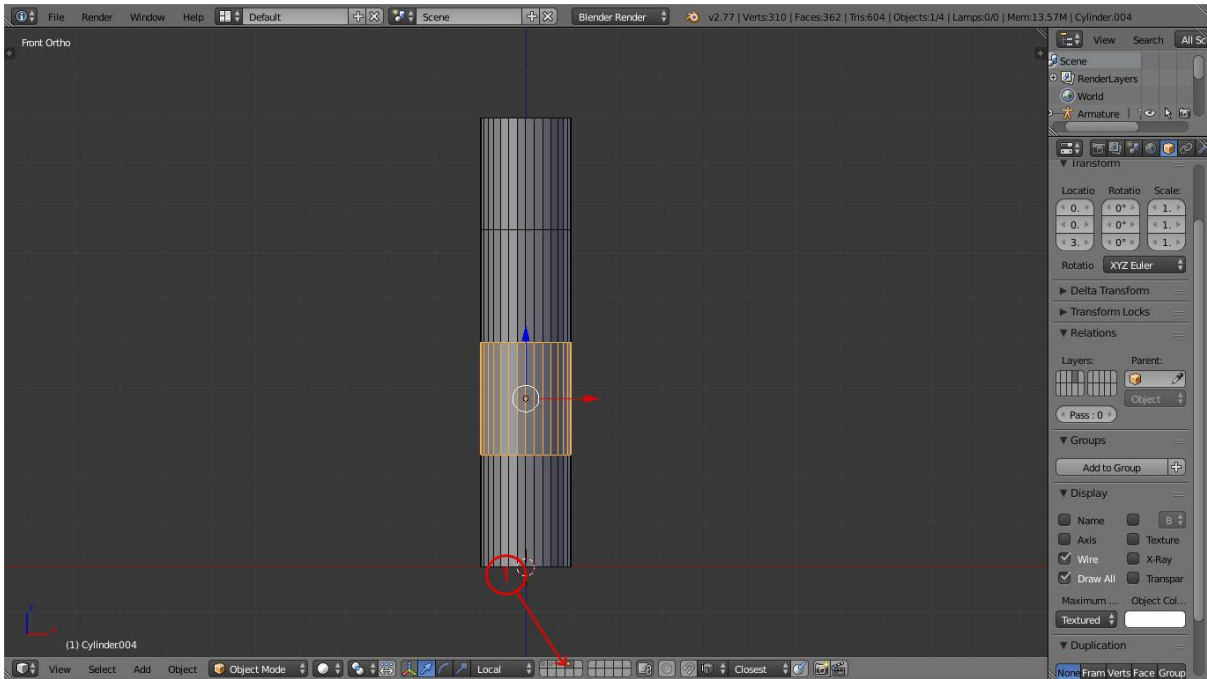 File Render Window Help Default Scene Blender Render v2.77 | Verts:310 | Faces:362 | Tris:604 | Objects:1/4 | Lamps:0/0 | Mem:13.57M | Cylinder.004
Front Ortho
View Search All Sc
Scene
RenderLayers
World
Armature
Transform
Locatio Rotatio Scale:
0. 0° 1.
0. 0° 1.
3. 0° 1.
Rotatio XYZ Euler
Delta Transform
Transform Locks
Relations
Layers: Parent:
Object
Pass : 0
Groups
Add to Group
Display
Name B
Axis Texture
Wire X-Ray
Draw All Transpar
Maximum ... Object Col...
Textured
Duplication
None Fram Verts Face Group
1
z
x
(1) Cylinder.004
View Select Add Object Object Mode Local Closest